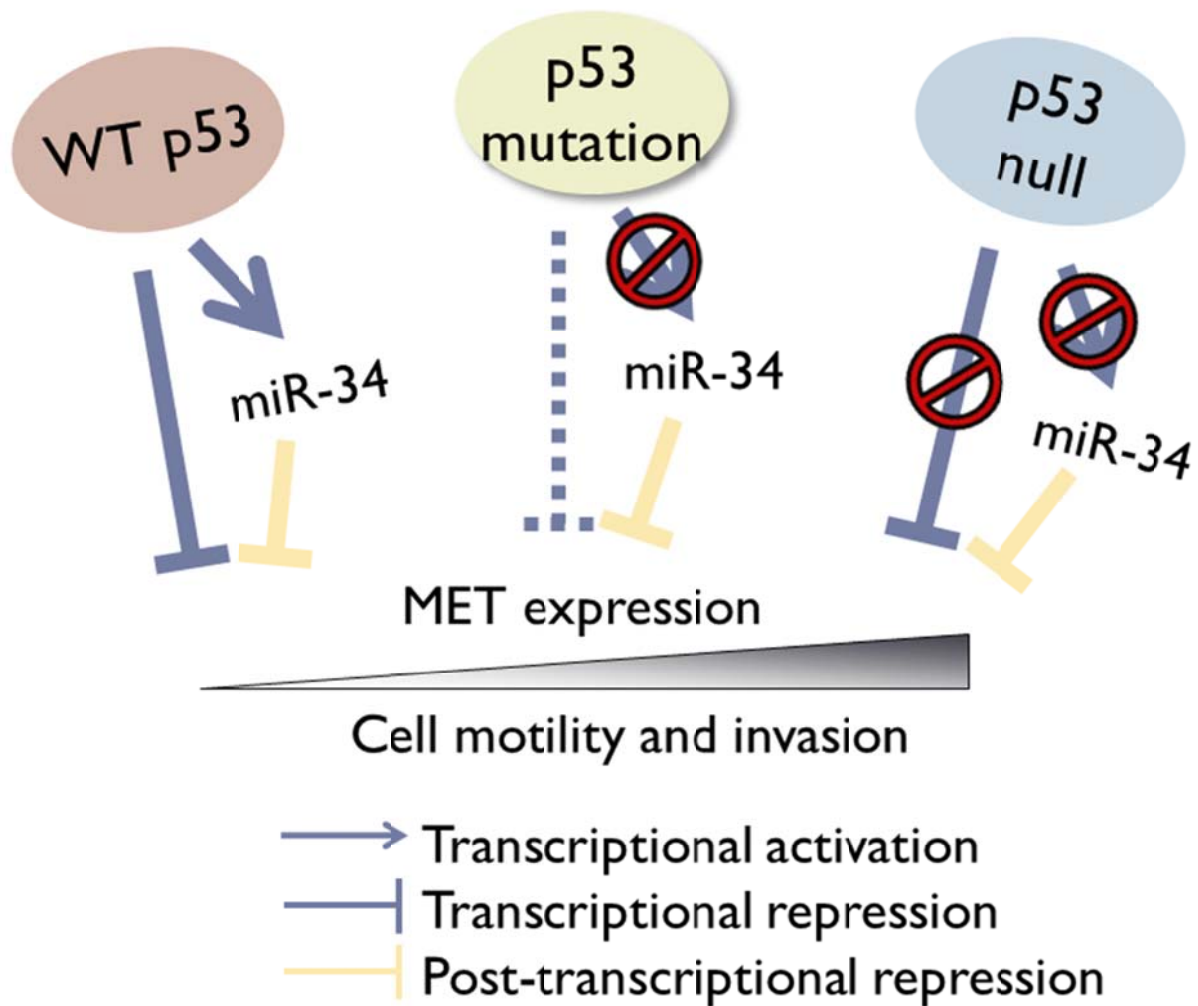 WT p53
p53
mutation
p53
null
miR-34
miR-34
miR-34
MET expression
Cell motility and invasion
Transcriptional activation
Transcriptional repression
Post-transcriptional repression